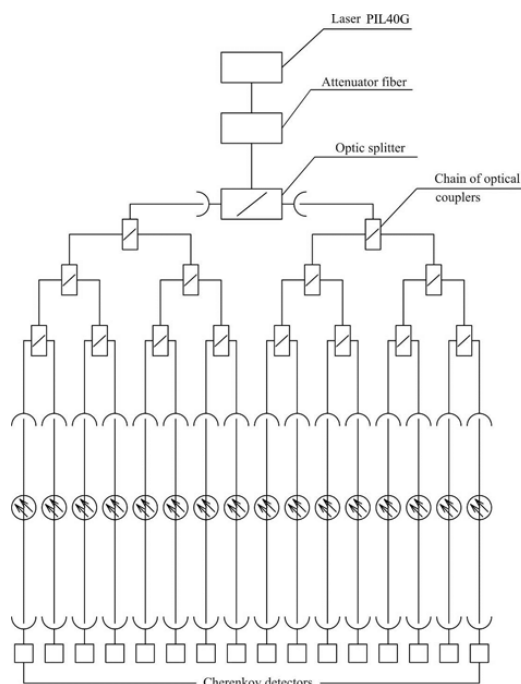 Laser PIL40G
Attenuator fiber
Optic splitter
Chain of optical
couplers
Cherenkov detectors